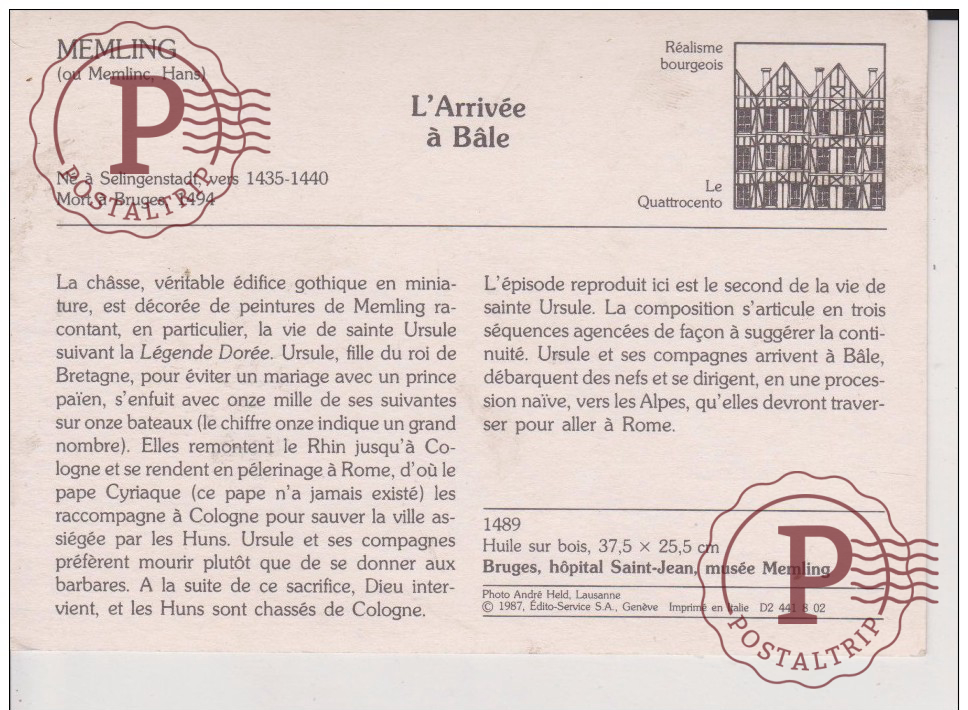 MEMLING
(ou Memlinc, Hans)
Né à Selingenstadt, vers 1435-1440
Mort à Bruges, 1494
L'Arrivée
à Bâle
Réalisme
bourgeois
Le
Quattrocento
La châsse, véritable édifice gothique en minia-
ture, est décorée de peintures de Memling ra-
contant, en particulier, la vie de sainte Ursule
suivant la Légende Dorée. Ursule, fille du roi de
Bretagne, pour éviter un mariage avec un prince
païen, s'enfuit avec onze mille de ses suivantes
sur onze bateaux (le chiffre onze indique un grand
nombre). Elles remontent le Rhin jusqu'à Co-
logne et se rendent en pélerinage à Rome, d'où le
pape Cyriaque (ce pape n'a jamais existé) les
raccompagne à Cologne pour sauver la ville as-
siégée par les Huns. Ursule et ses compagnes
préfèrent mourir plutôt que de se donner aux
barbares. A la suite de ce sacrifice, Dieu inter-
vient, et les Huns sont chassés de Cologne.
L'épisode reproduit ici est le second de la vie de
sainte Ursule. La composition s'articule en trois
séquences agencées de façon à suggérer la conti-
nuité. Ursule et ses compagnes arrivent à Bâle,
débarquent des nefs et se dirigent, en une proces-
sion naïve, vers les Alpes, qu'elles devront traver-
ser pour aller à Rome.
1489
Huile sur bois, 37,5 × 25,5 cm
Bruges, hôpital Saint-Jean, musée Memling
Photo André Held, Lausanne
© 1987, Édito-Service S.A., Genève Imprimé en Italie D2 441 8 02
P
POSTALTRIP
P
POSTALTRIP